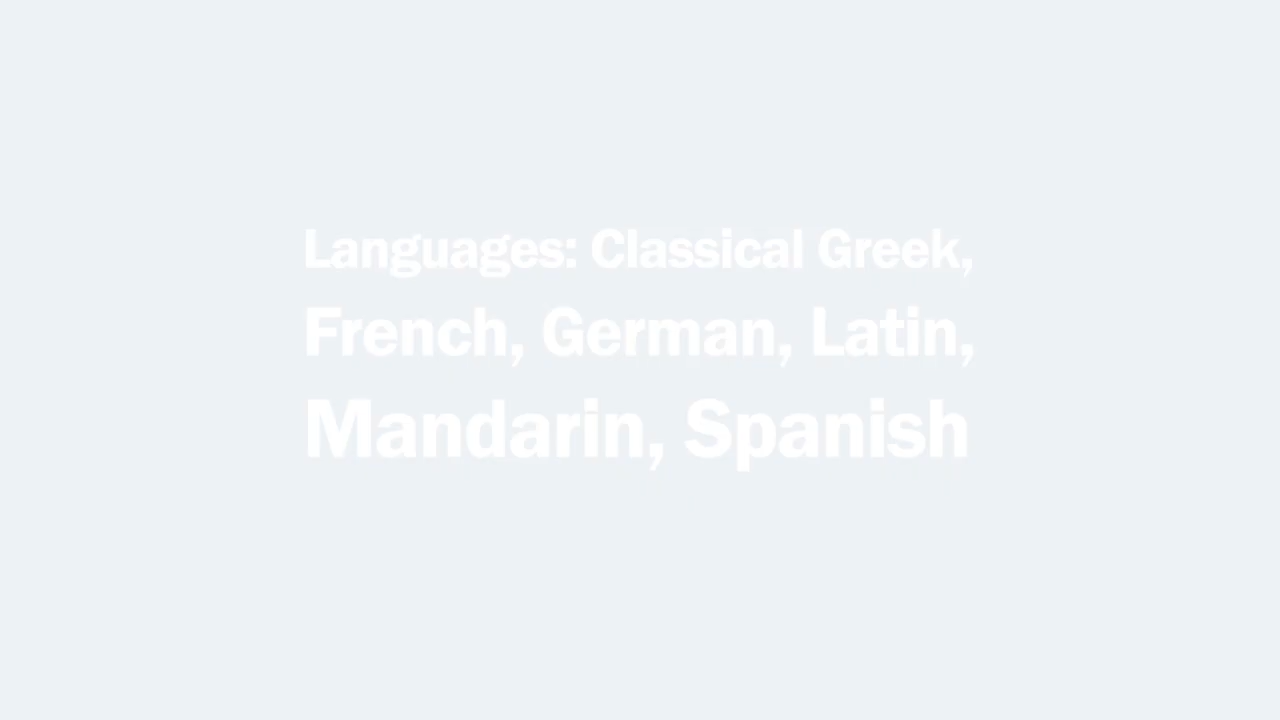 Languages: Classical Greek,
French, German, Latin,
Mandarin, Spanish